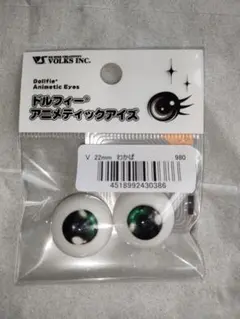 VOLKS INC.
Dollfie®
Animetic Eyes
ドルフィー®
アニメティックアイズ
V 22mm わかば 980
4518992430386